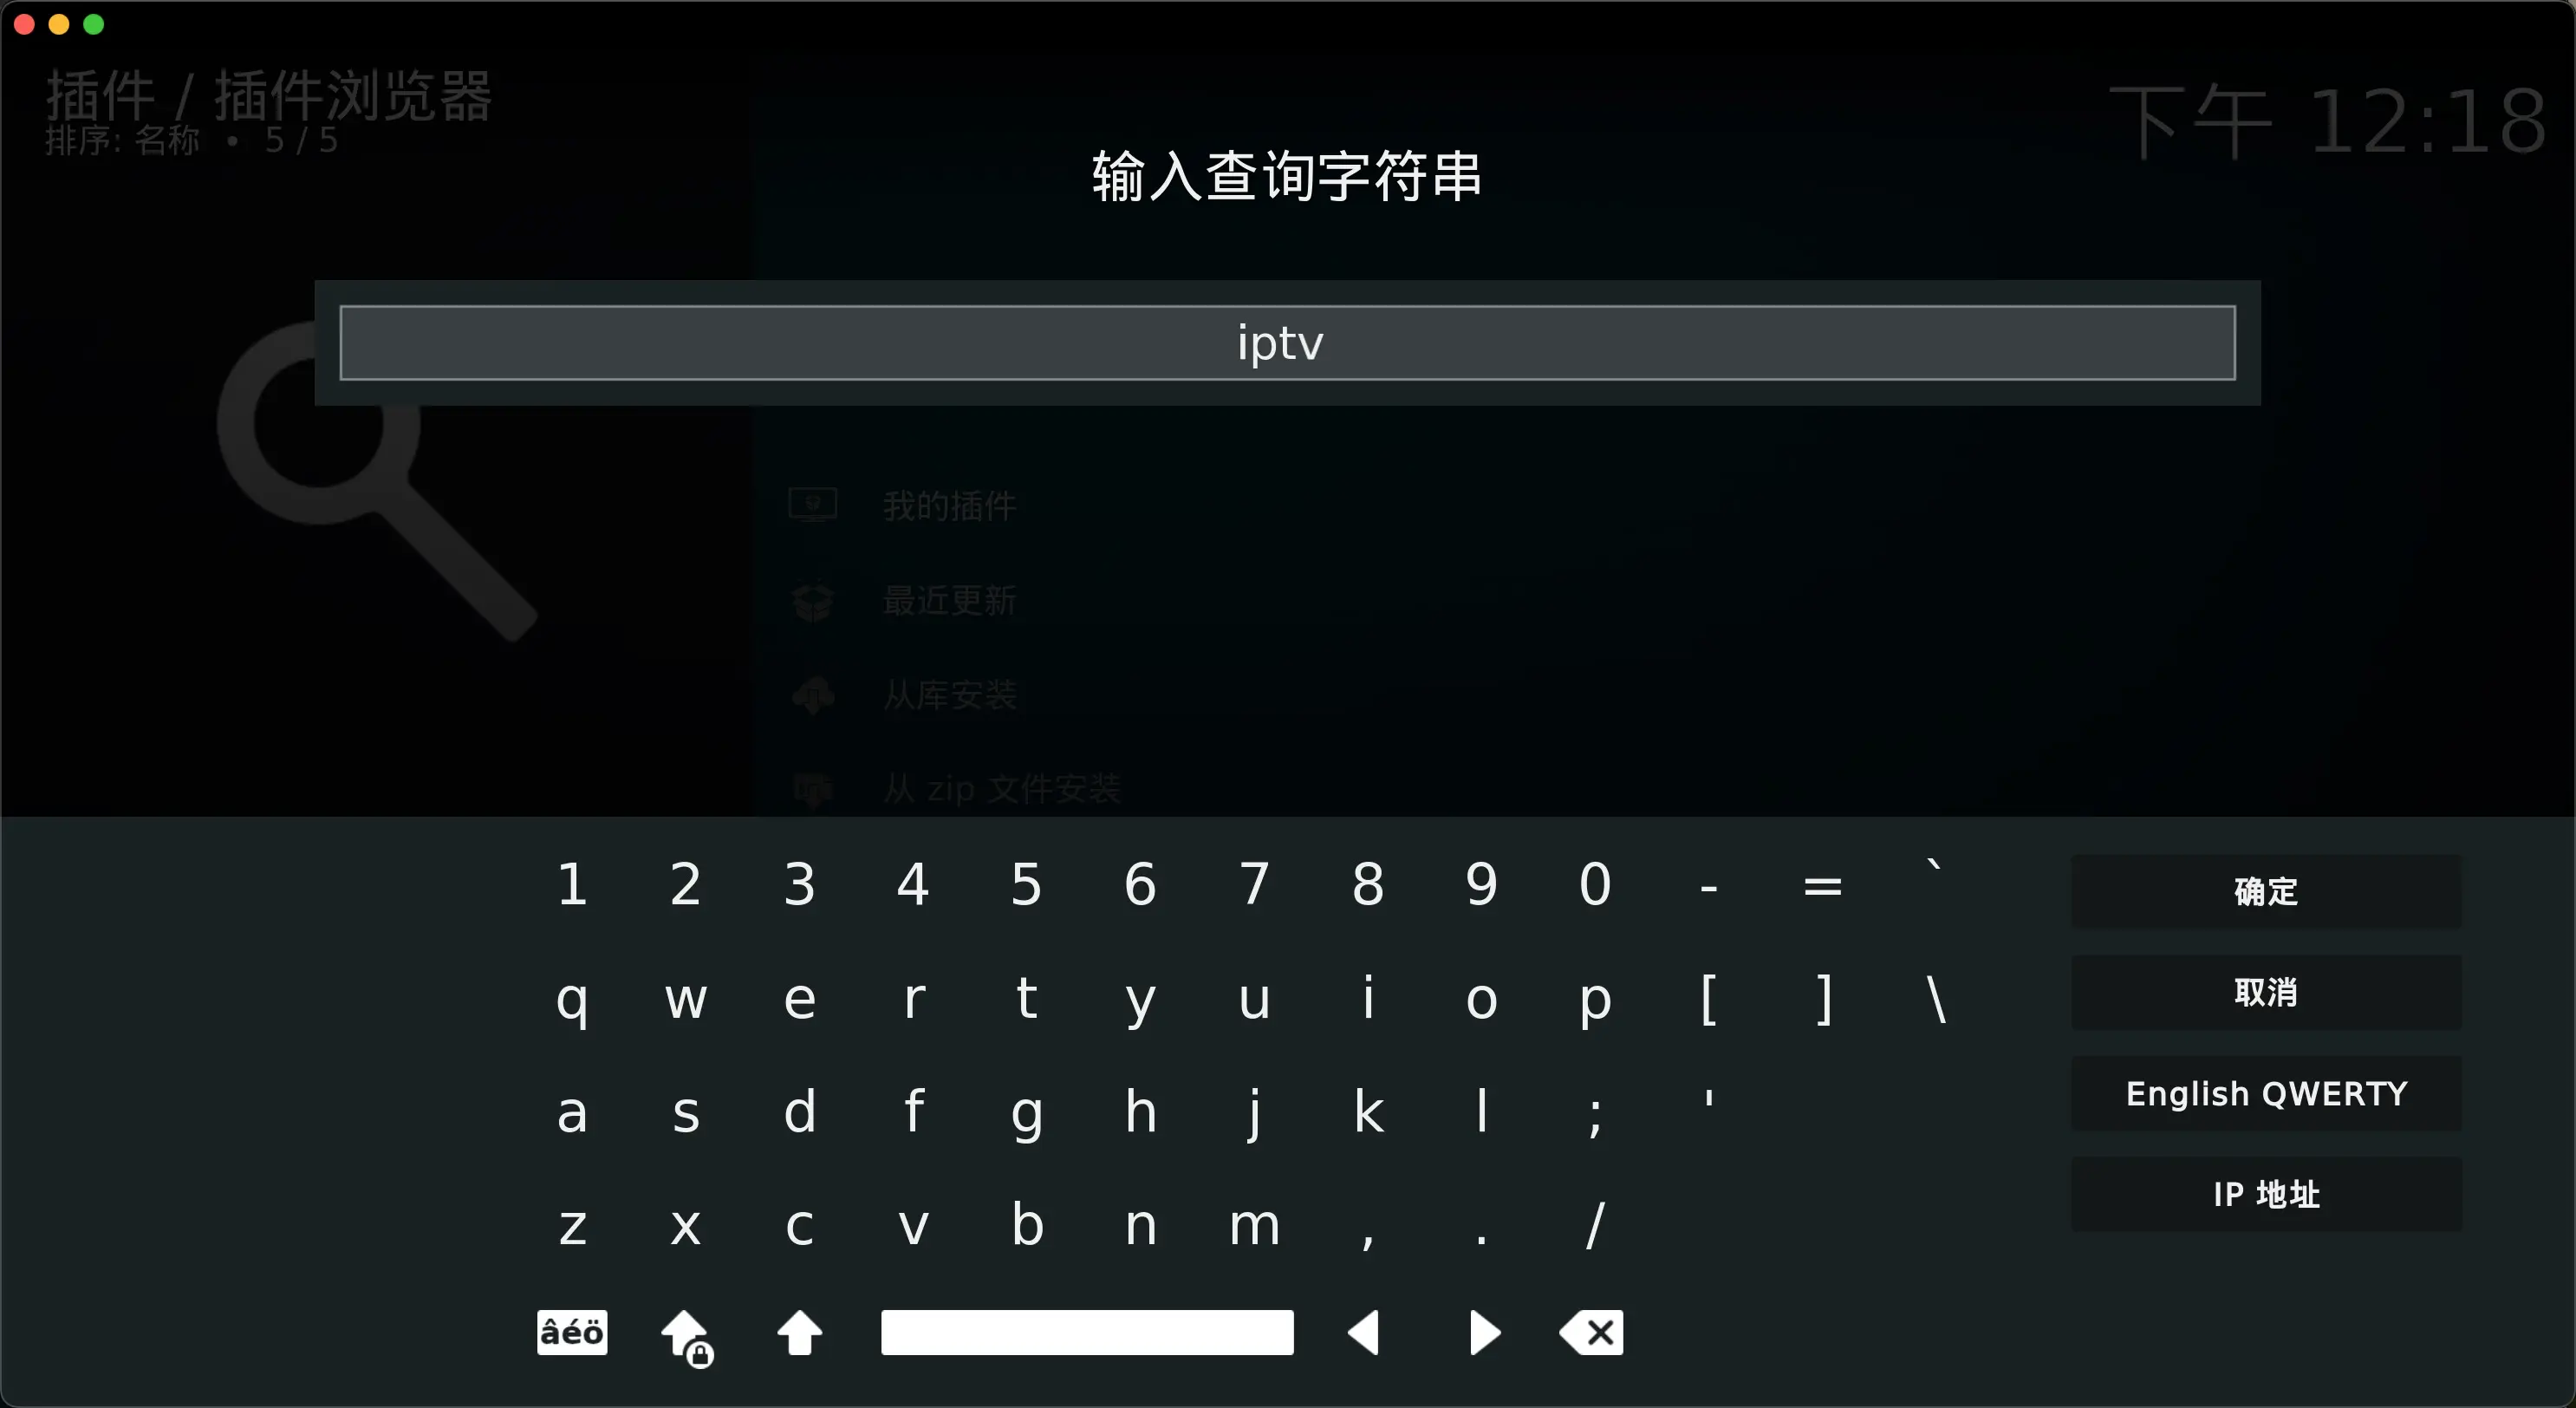 插件 / 插件浏览器
排序: 名称 • 5 / 5
下午 12:18
输入查询字符串
iptv
我的插件
最近更新
从库安装
从 zip 文件安装
1 2 3 4 5 6 7 8 9 0 - = `
q w e r t y u i o p [ ] \
a s d f g h j k l ; '
z x c v b n m , . /
âéö
确定
取消
English QWERTY
IP 地址